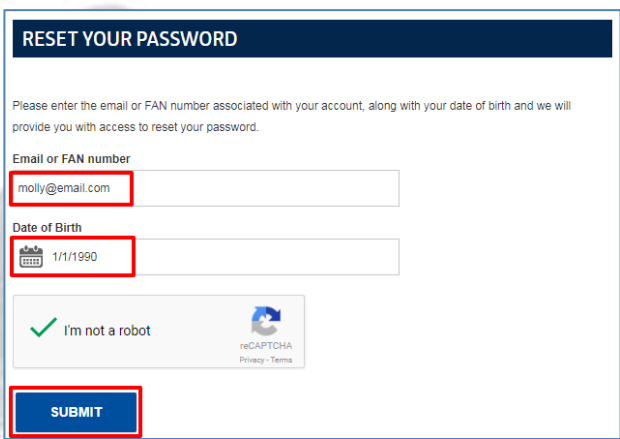 RESET YOUR PASSWORD
Please enter the email or FAN number associated with your account, along with your date of birth and we will
provide you with access to reset your password.
Email or FAN number
molly@email.com
Date of Birth
1/1/1990
I'm not a robot
reCAPTCHA
Privacy - Terms
SUBMIT